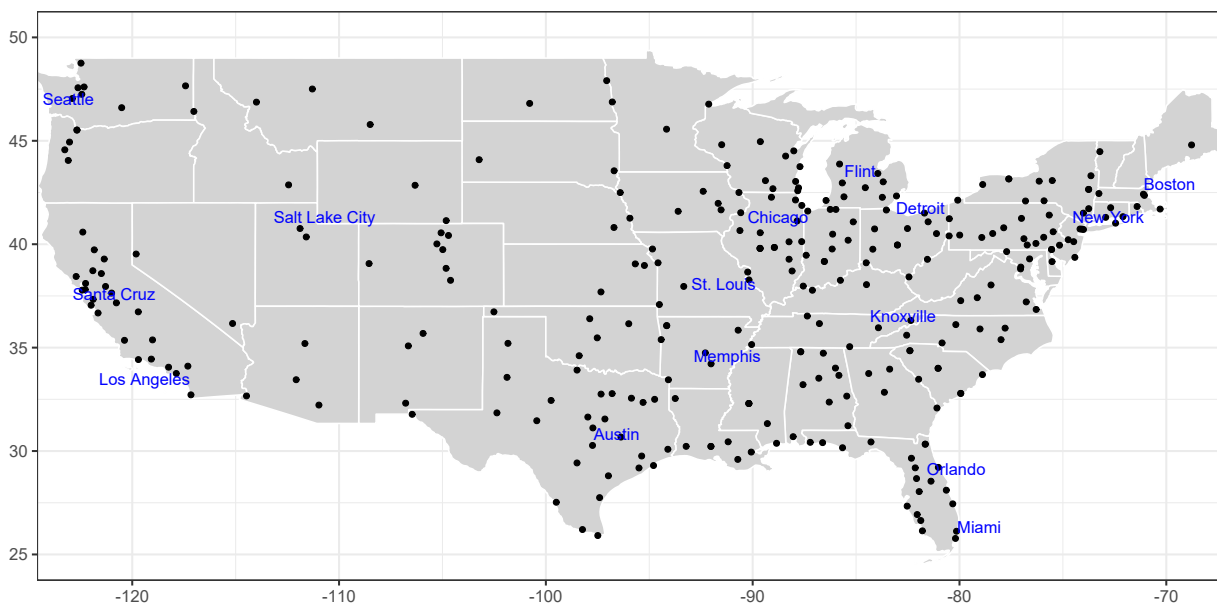 50
45
40
35
30
25
Seattle
Flint
Boston
Salt Lake City
Chicago
Detroit
New York
Santa Cruz
St. Louis
Knoxville
Los Angeles
Memphis
Austin
Orlando
Miami
-120
-110
-100
-90
-80
-70